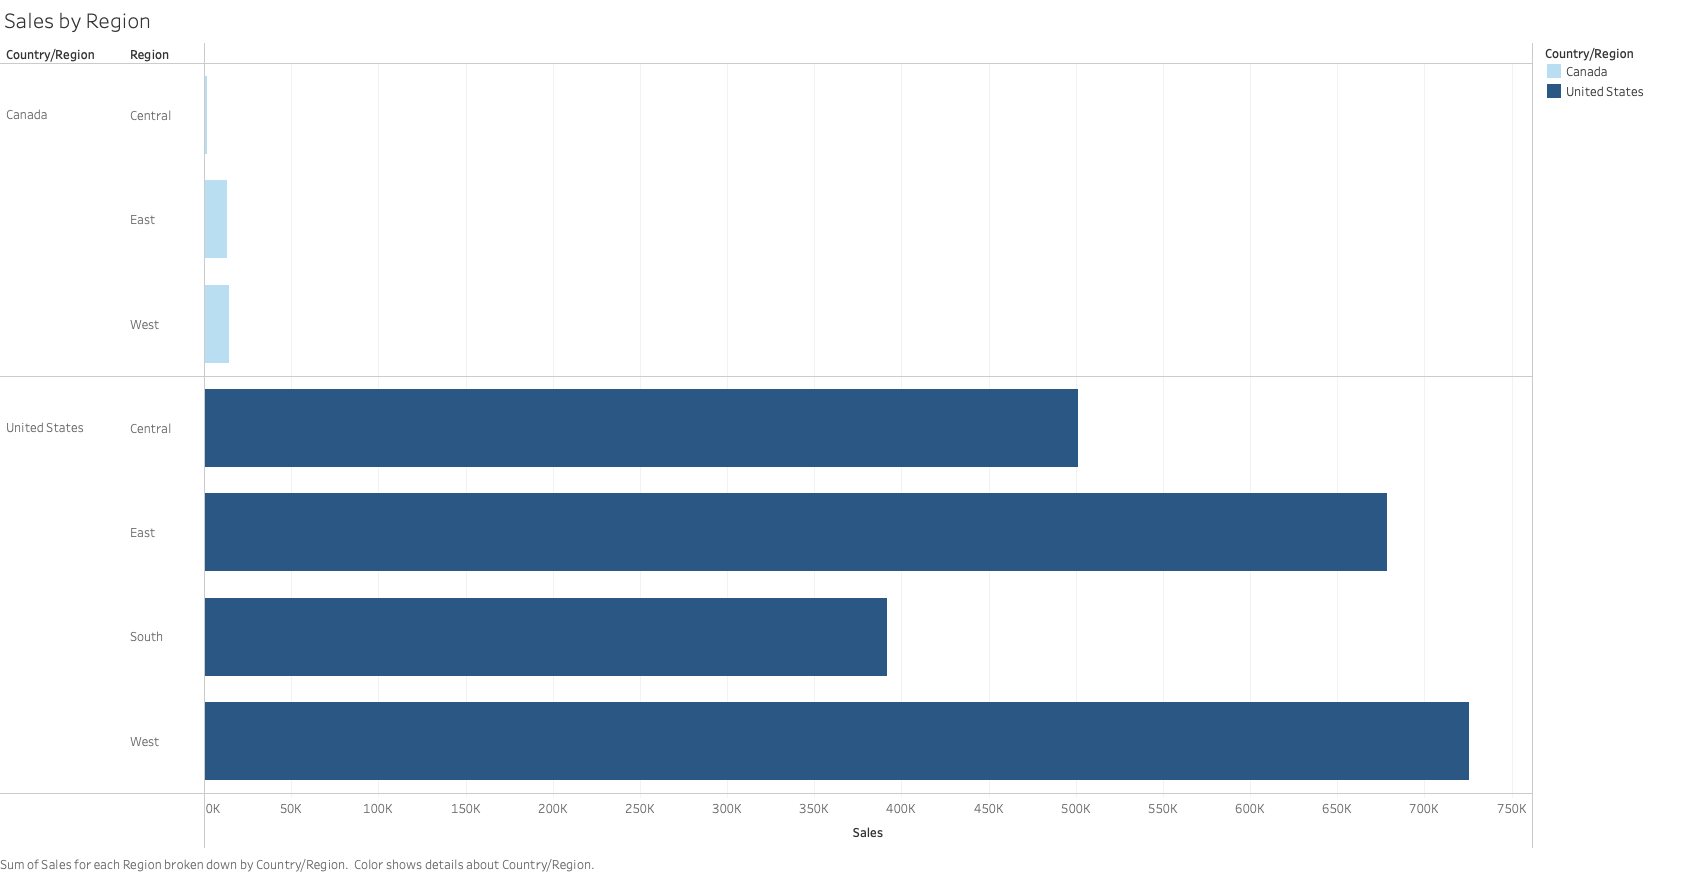 Sales by Region
Country/Region Region
Canada Central
East
West
United States Central
East
South
West
0K 50K 100K 150K 200K 250K 300K 350K 400K 450K 500K 550K 600K 650K 700K 750K
Sales
Country/Region
Canada
United States
Sum of Sales for each Region broken down by Country/Region. Color shows details about Country/Region.